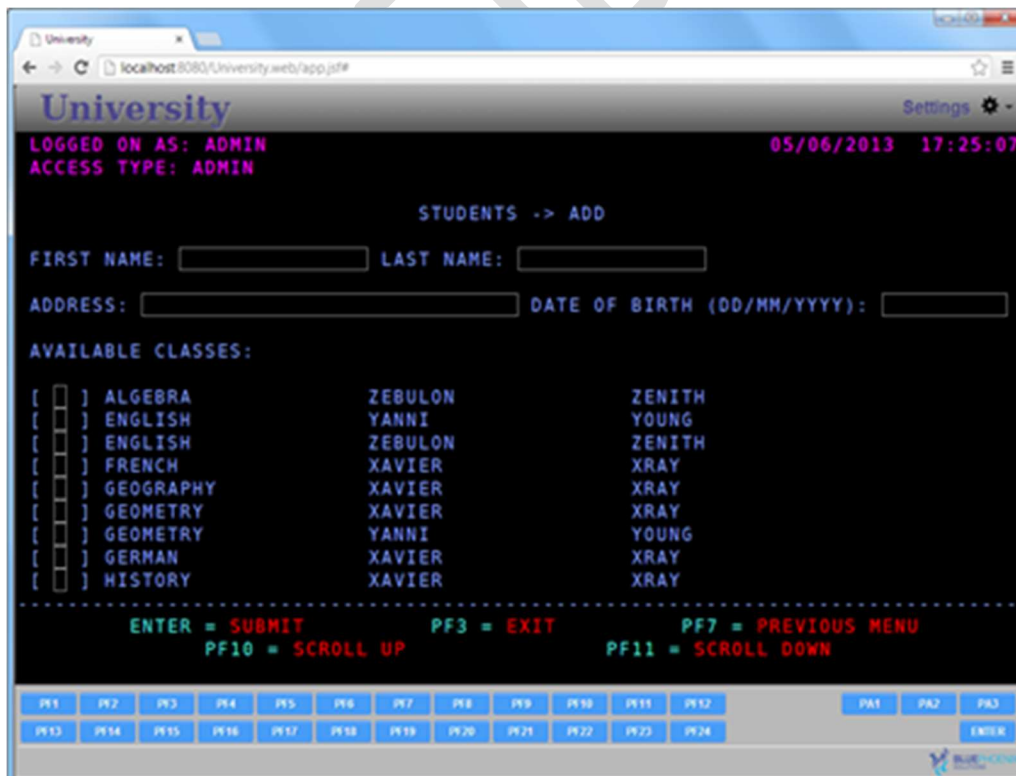 University
localhost:8080/University.web/app.jsf#
University Settings
LOGGED ON AS: ADMIN 05/06/2013 17:25:07
ACCESS TYPE: ADMIN
STUDENTS -> ADD
FIRST NAME: LAST NAME:
ADDRESS: DATE OF BIRTH (DD/MM/YYYY):
AVAILABLE CLASSES:
[ ] ALGEBRA ZEBULON ZENITH
[ ] ENGLISH YANNI YOUNG
[ ] ENGLISH ZEBULON ZENITH
[ ] FRENCH XAVIER XRAY
[ ] GEOGRAPHY XAVIER XRAY
[ ] GEOMETRY XAVIER XRAY
[ ] GEOMETRY YANNI YOUNG
[ ] GERMAN XAVIER XRAY
[ ] HISTORY XAVIER XRAY
ENTER = SUBMIT PF3 = EXIT PF7 = PREVIOUS MENU
PF10 = SCROLL UP PF11 = SCROLL DOWN
PF1 PF2 PF3 PF4 PF5 PF6 PF7 PF8 PF9 PF10 PF11 PF12 PA1 PA2 PA3
PF13 PF14 PF15 PF16 PF17 PF18 PF19 PF20 PF21 PF22 PF23 PF24 ENTER
BLUEPHOENIX